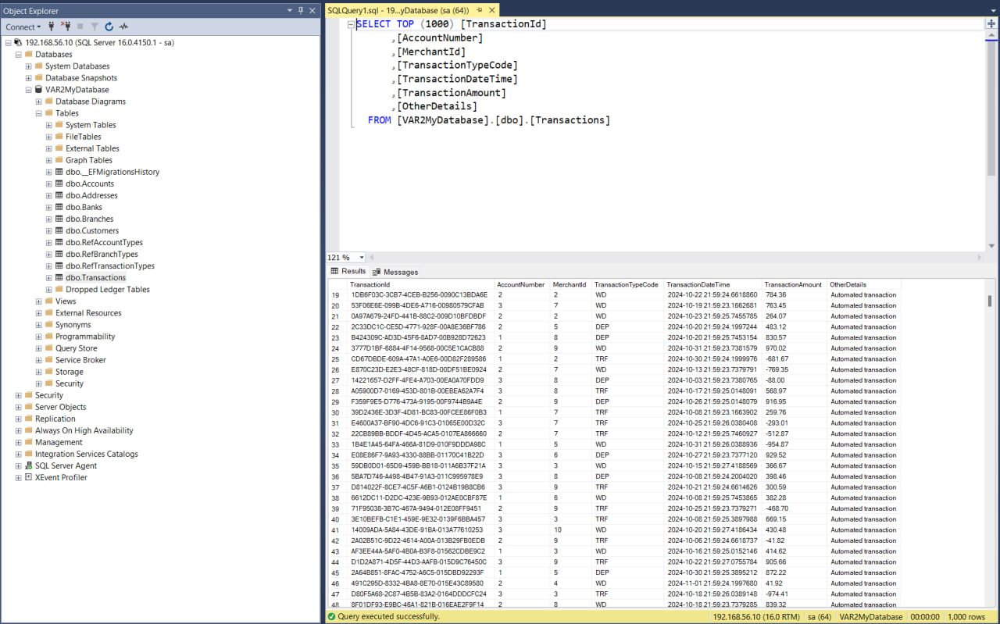 Object Explorer
Connect
192.168.56.10 (SQL Server 16.0.4150.1 - sa)
Databases
System Databases
Database Snapshots
VAR2MyDatabase
Database Diagrams
Tables
System Tables
FileTables
External Tables
Graph Tables
dbo.__EFMigrationsHistory
dbo.Accounts
dbo.Addresses
dbo.Banks
dbo.Branches
dbo.Customers
dbo.RefAccountTypes
dbo.RefBranchTypes
dbo.RefTransactionTypes
dbo.Transactions
Dropped Ledger Tables
Views
External Resources
Synonyms
Programmability
Query Store
Service Broker
Storage
Security
Security
Server Objects
Replication
Always On High Availability
Management
Integration Services Catalogs
SQL Server Agent
XEvent Profiler
SQLQuery1.sql - 19...yDatabase (sa (64))
SELECT TOP (1000) [TransactionId]
,[AccountNumber]
,[MerchantId]
,[TransactionTypeCode]
,[TransactionDateTime]
,[TransactionAmount]
,[OtherDetails]
FROM [VAR2MyDatabase].[dbo].[Transactions]
121 %
Results Messages
TransactionId AccountNumber MerchantId TransactionTypeCode TransactionDateTime TransactionAmount OtherDetails
19 1DB6F03C-3CB7-4CEB-B256-0090C13BDA6E 2 2 WD 2024-10-22 21:59:24.6618860 784.36 Automated transaction
20 53F06E6E-099B-4DE6-A716-00980579CFAB 3 7 WD 2024-10-19 21:59:23.1662681 763.45 Automated transaction
21 0A97A679-24FD-441B-88C2-009D10BFDBDF 2 2 WD 2024-10-23 21:59:25.7455785 264.07 Automated transaction
22 2C33DC1C-CE5D-4771-928F-00A8E36BF786 2 5 DEP 2024-10-20 21:59:24.1997244 483.12 Automated transaction
23 B424309C-AD3D-45F6-8AD7-00B928D72623 1 8 DEP 2024-10-20 21:59:25.7453154 830.57 Automated transaction
24 3777D1BF-6884-4F14-9568-00C5E1CACB88 2 9 WD 2024-10-31 21:59:23.7381579 970.02 Automated transaction
25 CD67DBDE-609A-47A1-A0E6-00D82F289586 1 2 TRF 2024-10-30 21:59:24.1999976 -681.67 Automated transaction
26 E870C23D-E2E3-48CF-818D-00DF51BE0924 2 7 WD 2024-10-13 21:59:23.7379791 -769.35 Automated transaction
27 14221657-D2FF-4FE4-A703-00EA0A70FDD9 3 8 DEP 2024-10-03 21:59:23.7380765 -88.00 Automated transaction
28 A05900D7-0169-453D-801B-00EBEA62A7F4 3 8 TRF 2024-10-17 21:59:25.0148091 568.97 Automated transaction
29 F359F9E5-D776-473A-9195-00F9744B9A4E 2 9 DEP 2024-10-26 21:59:25.0148079 916.95 Automated transaction
30 39D2436E-3D3F-4D81-BC83-00FCEE86F0B3 1 7 TRF 2024-10-08 21:59:23.1663902 259.76 Automated transaction
31 E4600A37-BF90-4DC6-91C3-01065E00D32C 3 7 TRF 2024-10-25 21:59:26.0380408 -293.01 Automated transaction
32 22CB89BB-BDDF-4D45-ACA5-0107EA866660 2 7 TRF 2024-10-12 21:59:25.7460927 -512.87 Automated transaction
33 1B4E1A45-64FA-466A-81D9-010F9DDDA98C 1 5 WD 2024-10-31 21:59:26.0388936 -954.87 Automated transaction
34 E08E86F7-9A93-4330-88BB-01170C41B22D 3 6 DEP 2024-10-27 21:59:23.7377120 929.52 Automated transaction
35 59DB0D01-65D9-459B-BB18-011A6B37F21A 3 3 WD 2024-10-15 21:59:27.4188569 366.67 Automated transaction
36 5BA7D746-A498-4B47-91A3-011C995978E9 3 8 DEP 2024-10-08 21:59:24.2004020 398.46 Automated transaction
37 D814022F-8CE7-4C5F-A6B1-0124B19B8CB6 3 9 TRF 2024-10-21 21:59:24.6614626 300.59 Automated transaction
38 6612DC11-D2DC-423E-9B93-012AE0CBF87E 1 6 WD 2024-10-08 21:59:25.7453865 382.28 Automated transaction
39 71F95038-3B7C-467A-9494-012E08FF9451 2 9 TRF 2024-10-25 21:59:23.7379271 -468.70 Automated transaction
40 3E10BEFB-C1E1-459E-9E32-0139F6BBA457 3 3 TRF 2024-10-08 21:59:25.3897988 669.15 Automated transaction
41 14009ADA-5A84-43DE-91BA-013A77610253 3 10 WD 2024-10-20 21:59:27.4186434 430.48 Automated transaction
42 2A02B51C-9D22-4614-A00A-013B29FB0EDB 2 9 TRF 2024-10-06 21:59:24.6618737 -41.82 Automated transaction
43 AF3EE44A-5AF0-4B0A-B3F8-01562CDBE9C2 1 3 WD 2024-10-16 21:59:25.0152146 414.62 Automated transaction
44 D1D2A871-4D5F-44D3-AAFB-015D9C76450C 3 9 TRF 2024-10-22 21:59:27.0755784 905.66 Automated transaction
45 2A64B851-8FAC-4752-A6C5-015DBD92293F 1 5 DEP 2024-10-30 21:59:25.3895212 872.22 Automated transaction
46 491C295D-8332-4BA8-8E70-015E43C89580 2 4 WD 2024-11-01 21:59:24.1997680 41.92 Automated transaction
47 D80F5A68-2C87-4B5B-83A2-0164DDDCFC24 3 3 TRF 2024-10-18 21:59:26.0389148 -974.41 Automated transaction
48 8F01DF93-E9BC-46A1-821B-016EAE2F9F14 2 8 WD 2024-10-18 21:59:23.7379285 839.32 Automated transaction
Query executed successfully. 192.168.56.10 (16.0 RTM) sa (64) VAR2MyDatabase 00:00:00 1,000 rows